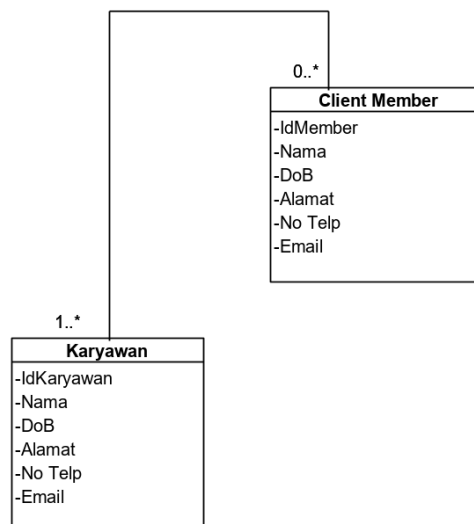 0..*
Client Member
-IdMember
-Nama
-DoB
-Alamat
-No Telp
-Email
1..*
Karyawan
-IdKaryawan
-Nama
-DoB
-Alamat
-No Telp
-Email